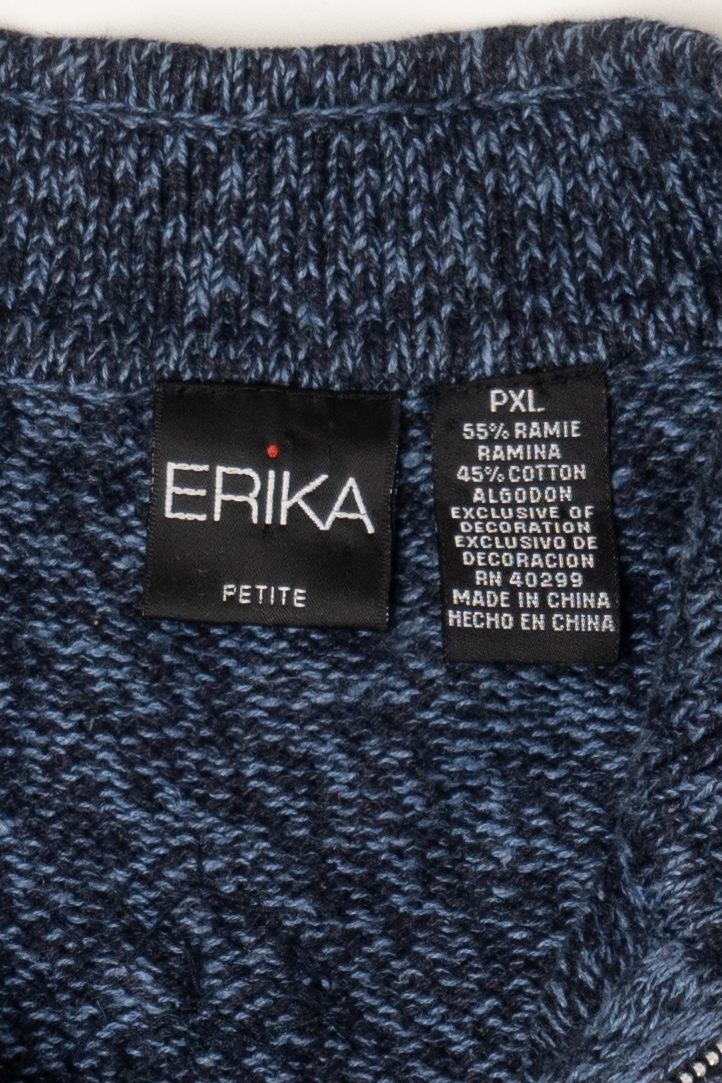 ERIKA
PETITE
PXL
55% RAMIE
RAMINA
45% COTTON
ALGODON
EXCLUSIVE OF
DECORATION
EXCLUSIVO DE
DECORACION
RN 40299
MADE IN CHINA
HECHO EN CHINA